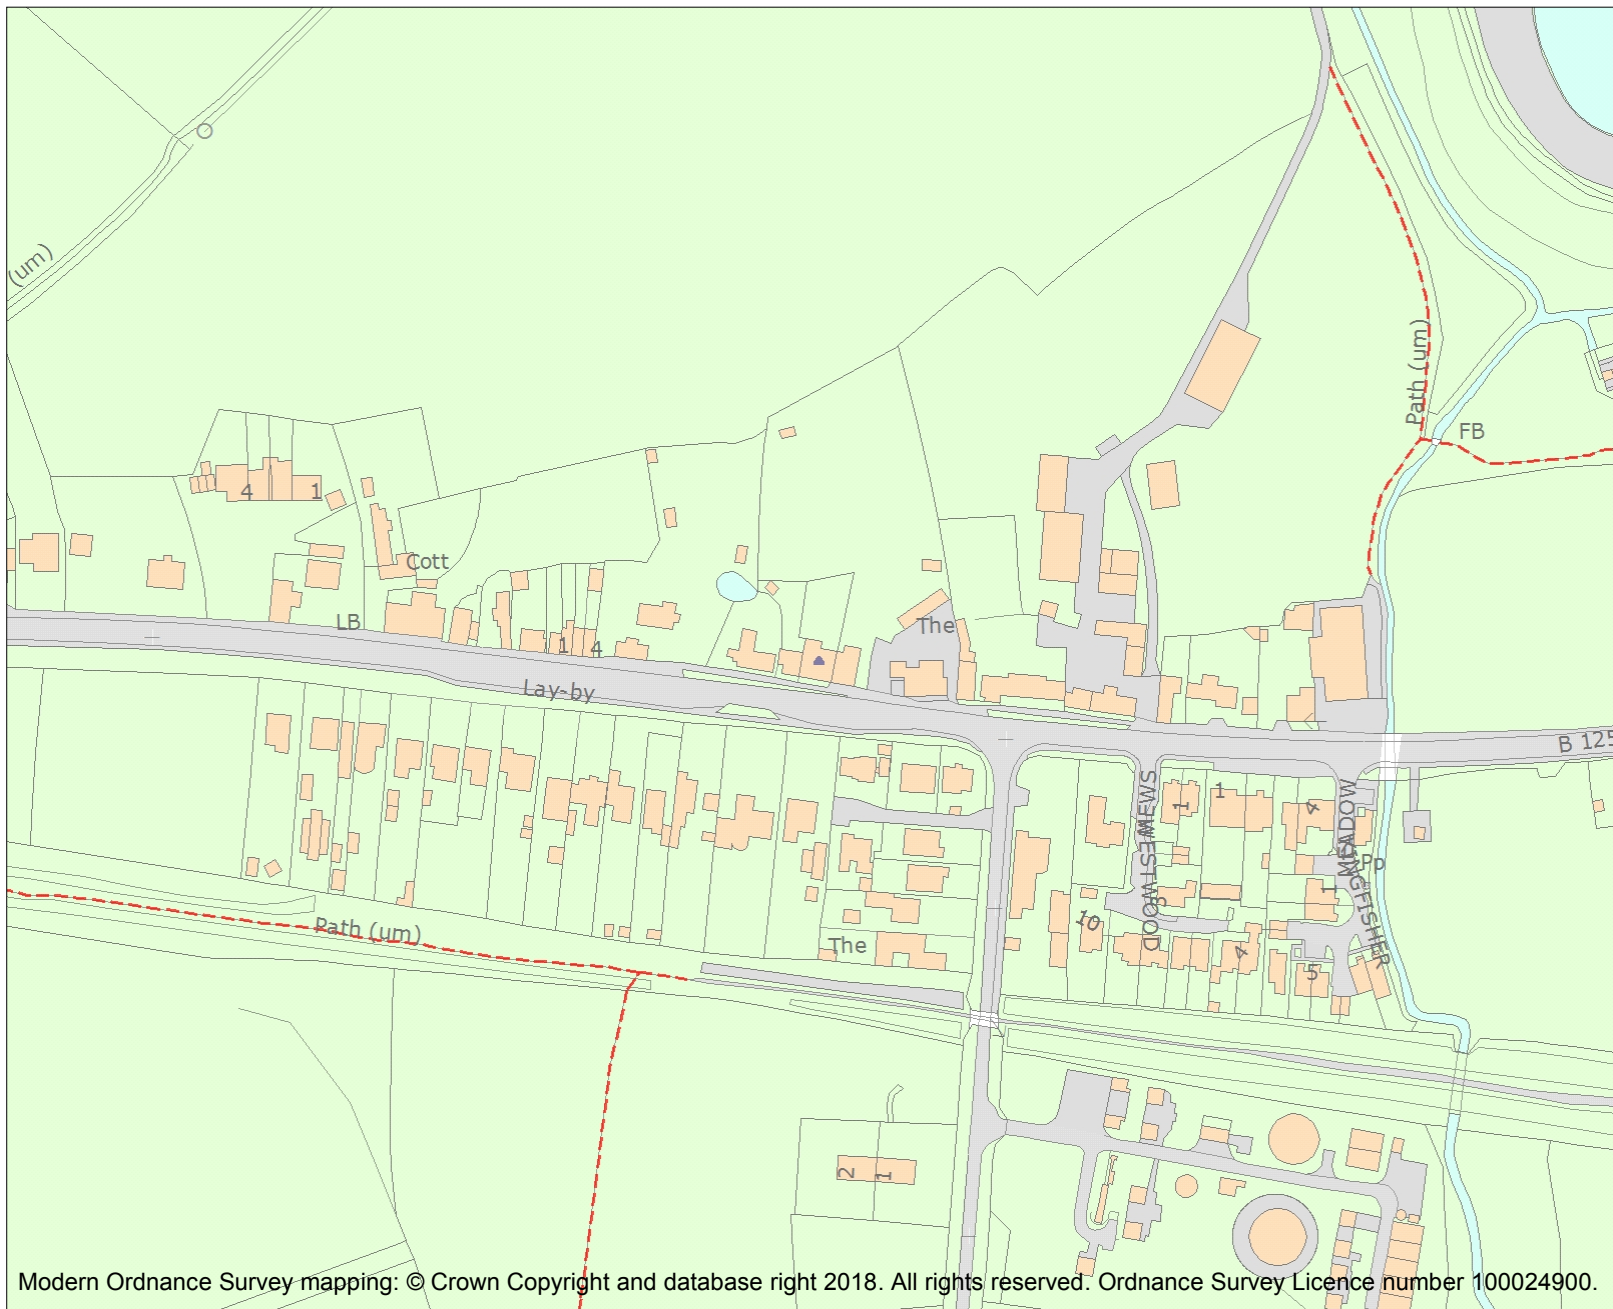 (um)
Path (um)
FB
4
1
Cott
LB
The
1
4
Lay-by
B 125
1
1
4
MEWS
WESTWOOD
MEADOW
KINGFISHER
Pp
1
3
10
Path (um)
The
4
5
2
1
Modern Ordnance Survey mapping: © Crown Copyright and database right 2018. All rights reserved. Ordnance Survey Licence number 100024900.